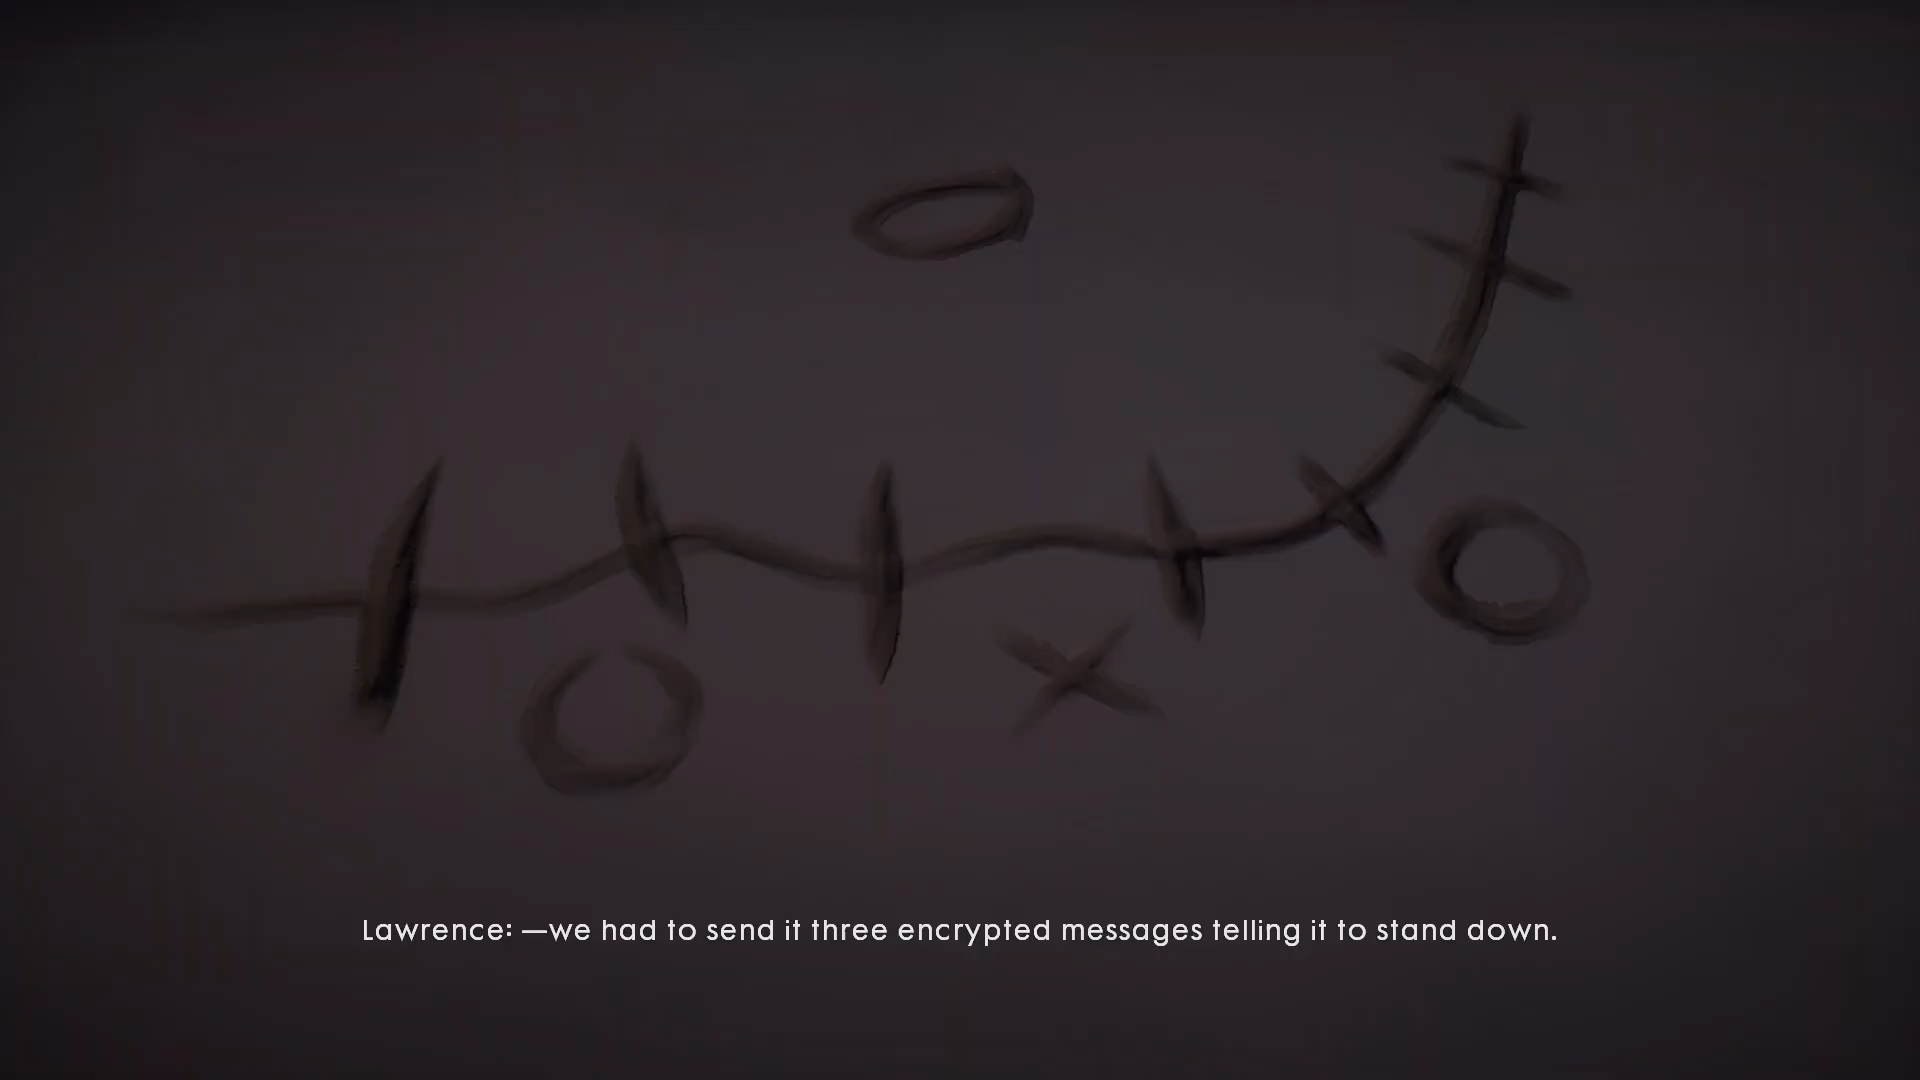 Lawrence: —we had to send it three encrypted messages telling it to stand down.